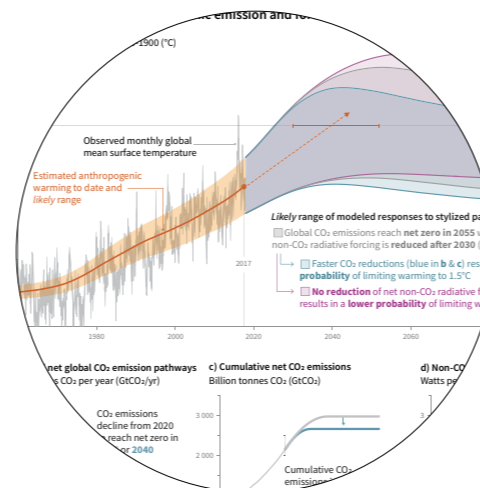 emission and
-1900 (°C)
Observed monthly global
mean surface temperature
Estimated anthropogenic
warming to date and
likely range
Likely range of modeled responses to stylized
Global CO₂ emissions reach net zero in 2055
non-CO₂ radiative forcing is reduced after 2030
Faster CO₂ reductions (blue in b & c)
probability of limiting warming to 1.5°C
No reduction of net non-CO₂ radiative
results in a lower probability of limiting
2017
1980 2000 2020 2040 2060
net global CO₂ emission pathways
CO₂ per year (GtCO₂/yr)
CO₂ emissions
decline from 2020
reach net zero in
or 2040
c) Cumulative net CO₂ emissions
Billion tonnes CO₂ (GtCO₂)
3 000
2 000
Cumulative CO₂
emissions
d) Non-CO
Watts
3